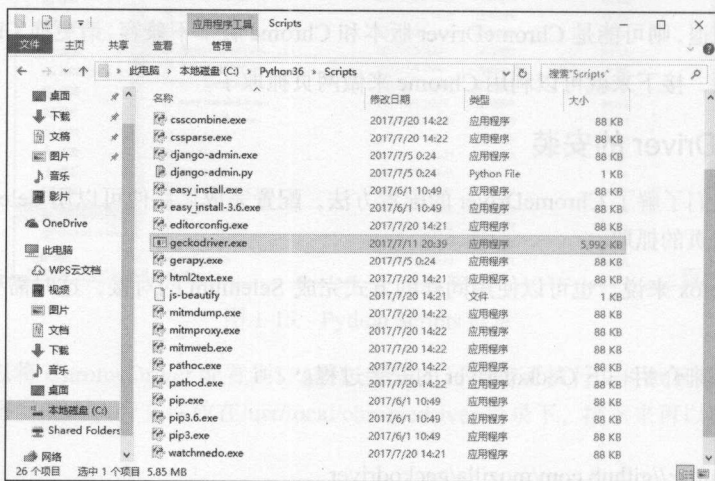 应用程序工具 Scripts
文件 主页 共享 查看 管理
此电脑 › 本地磁盘 (C:) › Python36 › Scripts
搜索"Scripts"
名称 修改日期 类型 大小
桌面
下载
文稿
图片
音乐
影片
OneDrive
此电脑
WPS云文档
视频
图片
文档
下载
音乐
桌面
本地磁盘 (C:)
Shared Folders
网络
csscombine.exe 2017/7/20 14:22 应用程序 88 KB
cssparse.exe 2017/7/20 14:22 应用程序 88 KB
django-admin.exe 2017/7/5 0:24 应用程序 88 KB
django-admin.py 2017/7/5 0:24 Python File 1 KB
easy_install.exe 2017/6/1 10:49 应用程序 88 KB
easy_install-3.6.exe 2017/6/1 10:49 应用程序 88 KB
editorconfig.exe 2017/7/20 14:21 应用程序 88 KB
geckodriver.exe 2017/7/11 20:39 应用程序 5,992 KB
gerapy.exe 2017/7/5 0:24 应用程序 88 KB
html2text.exe 2017/7/20 14:21 应用程序 88 KB
js-beautify 2017/7/20 14:21 文件 1 KB
mitmdump.exe 2017/7/20 14:22 应用程序 88 KB
mitmproxy.exe 2017/7/20 14:22 应用程序 88 KB
mitmweb.exe 2017/7/20 14:22 应用程序 88 KB
pathoc.exe 2017/7/20 14:22 应用程序 88 KB
pathod.exe 2017/7/20 14:22 应用程序 88 KB
pip.exe 2017/6/1 10:49 应用程序 88 KB
pip3.6.exe 2017/6/1 10:49 应用程序 88 KB
pip3.exe 2017/6/1 10:49 应用程序 88 KB
watchmedo.exe 2017/7/20 14:21 应用程序 88 KB
26 个项目 选中 1 个项目 5.85 MB